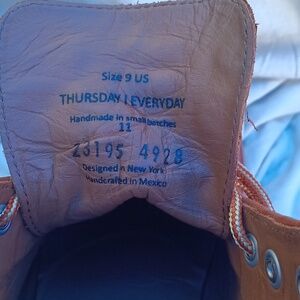 Size 9 US
THURSDAY | EVERYDAY
Handmade in small batches
11
23195 4928
Designed in New York
Handcrafted in Mexico